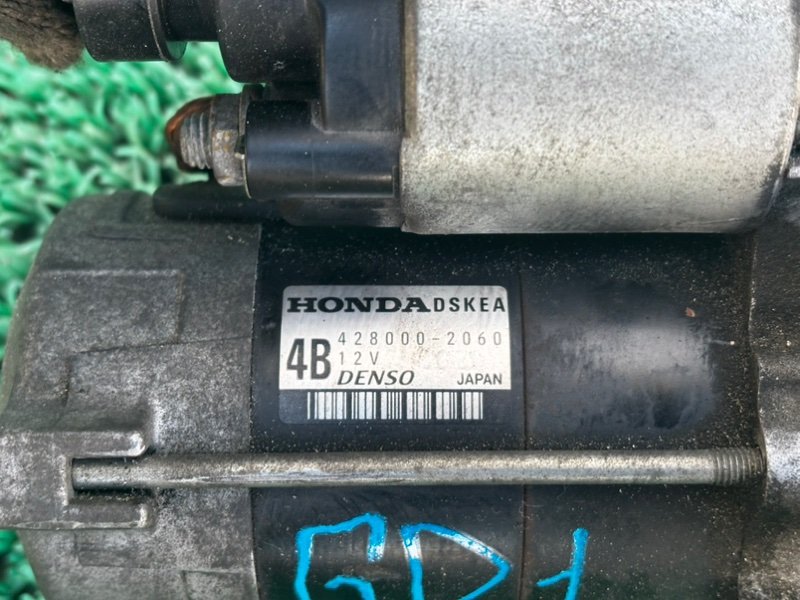 HONDA DSKEA
428000-2060
4B 12V
DENSO JAPAN
GD1